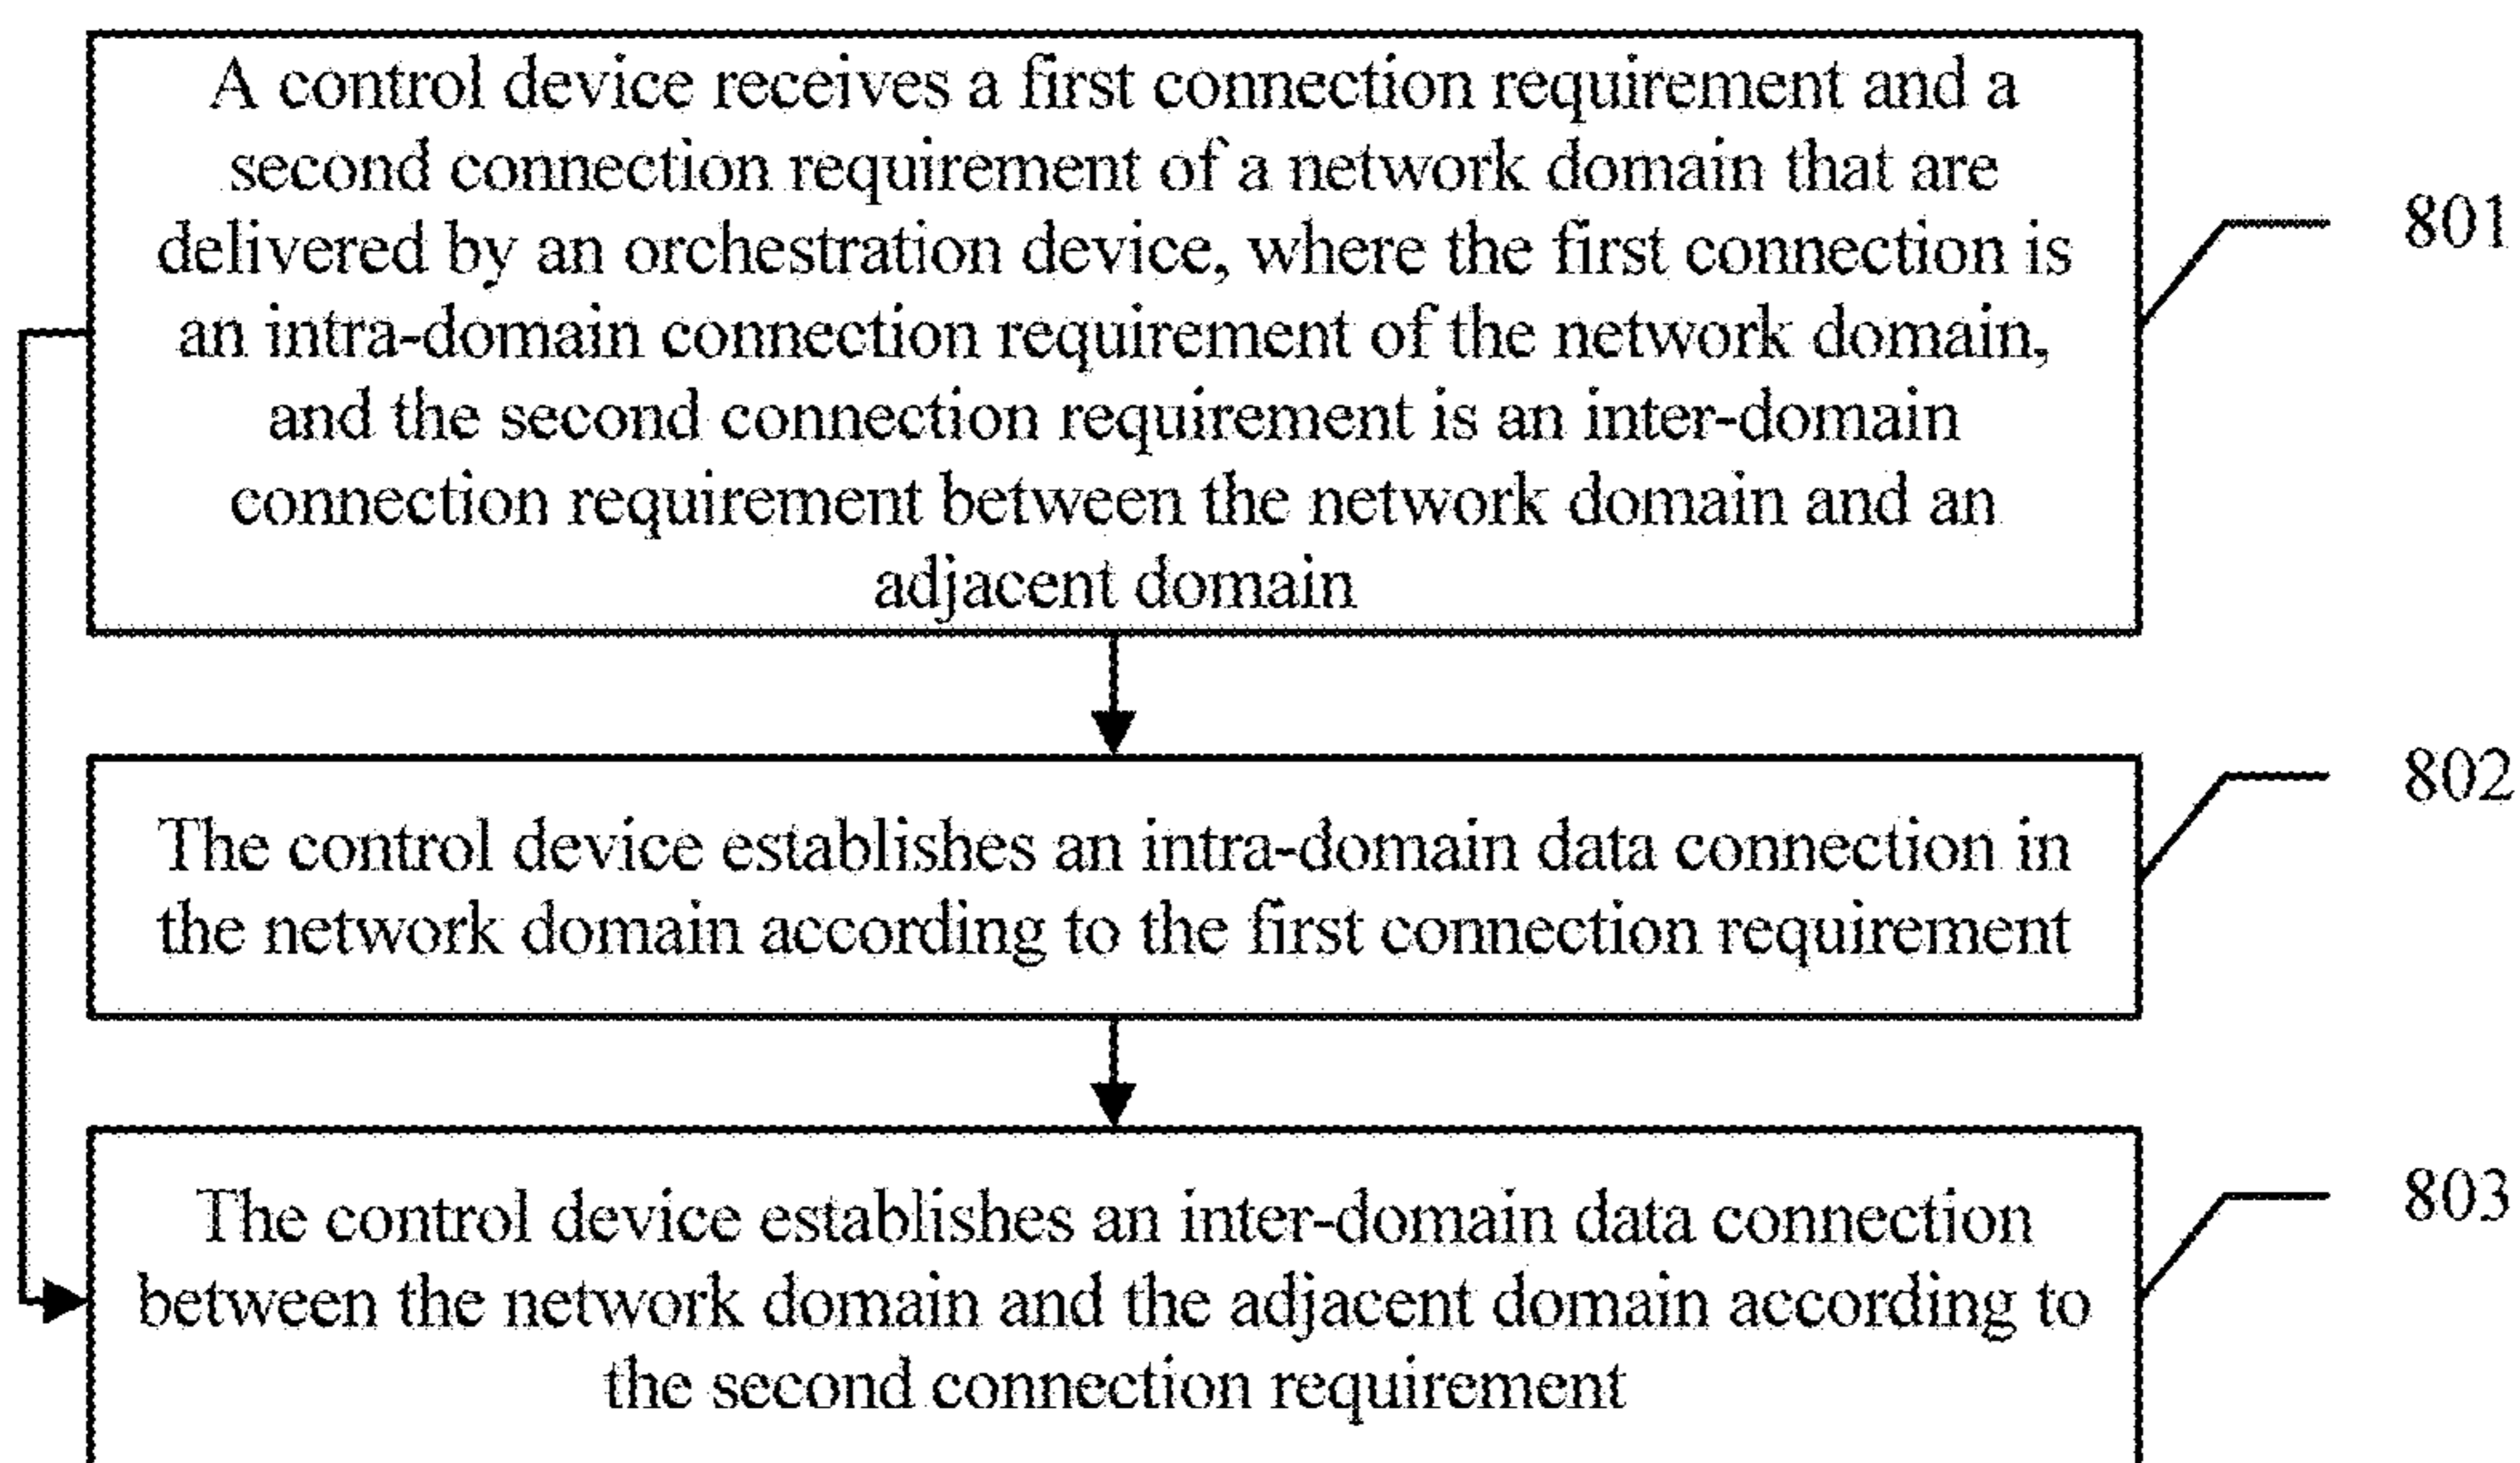 A control device receives a first connection requirement and a
second connection requirement of a network domain that are
delivered by an orchestration device, where the first connection is
an intra-domain connection requirement of the network domain,
and the second connection requirement is an inter-domain
connection requirement between the network domain and an
adjacent domain
801
The control device establishes an intra-domain data connection in
the network domain according to the first connection requirement
802
The control device establishes an inter-domain data connection
between the network domain and the adjacent domain according to
the second connection requirement
803